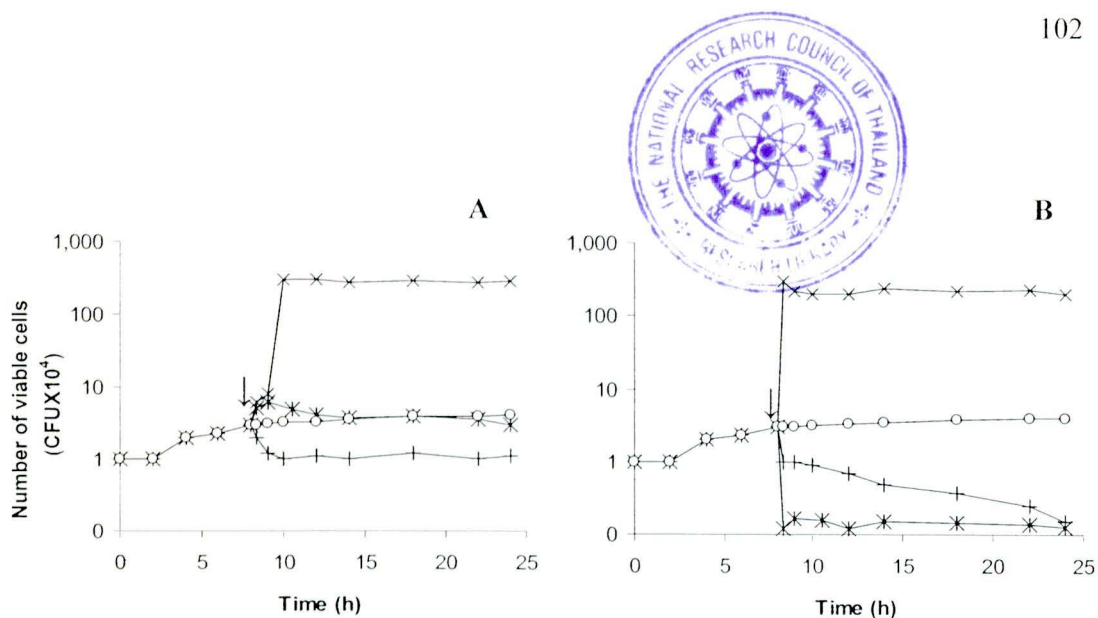 102
THE NATIONAL RESEARCH COUNCIL OF THAILAND
A
B
Number of viable cells
(CFUX10⁴)
1,000
100
10
1
0
0 5 10 15 20 25
Time (h)
1,000
100
10
1
0
0 5 10 15 20 25
Time (h)